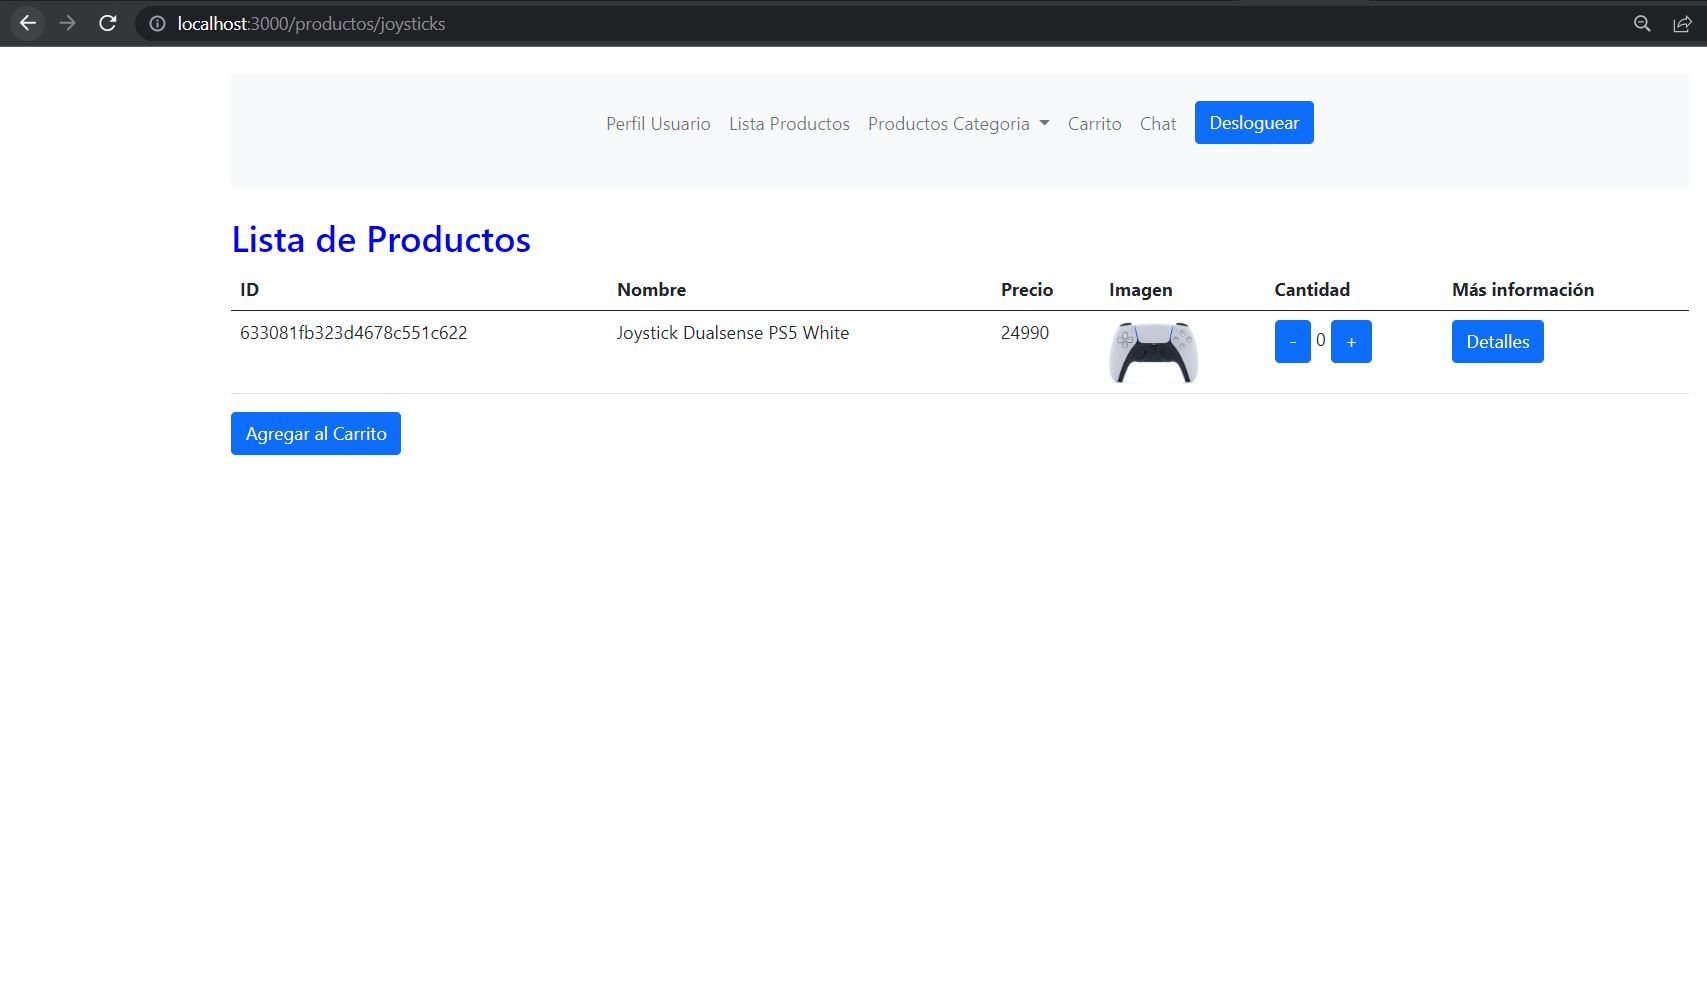 localhost:3000/productos/joysticks
Perfil Usuario Lista Productos Productos Categoria Carrito Chat Desloguear
Lista de Productos
ID Nombre Precio Imagen Cantidad Más información
633081fb323d4678c551c622 Joystick Dualsense PS5 White 24990 - 0 + Detalles
Agregar al Carrito